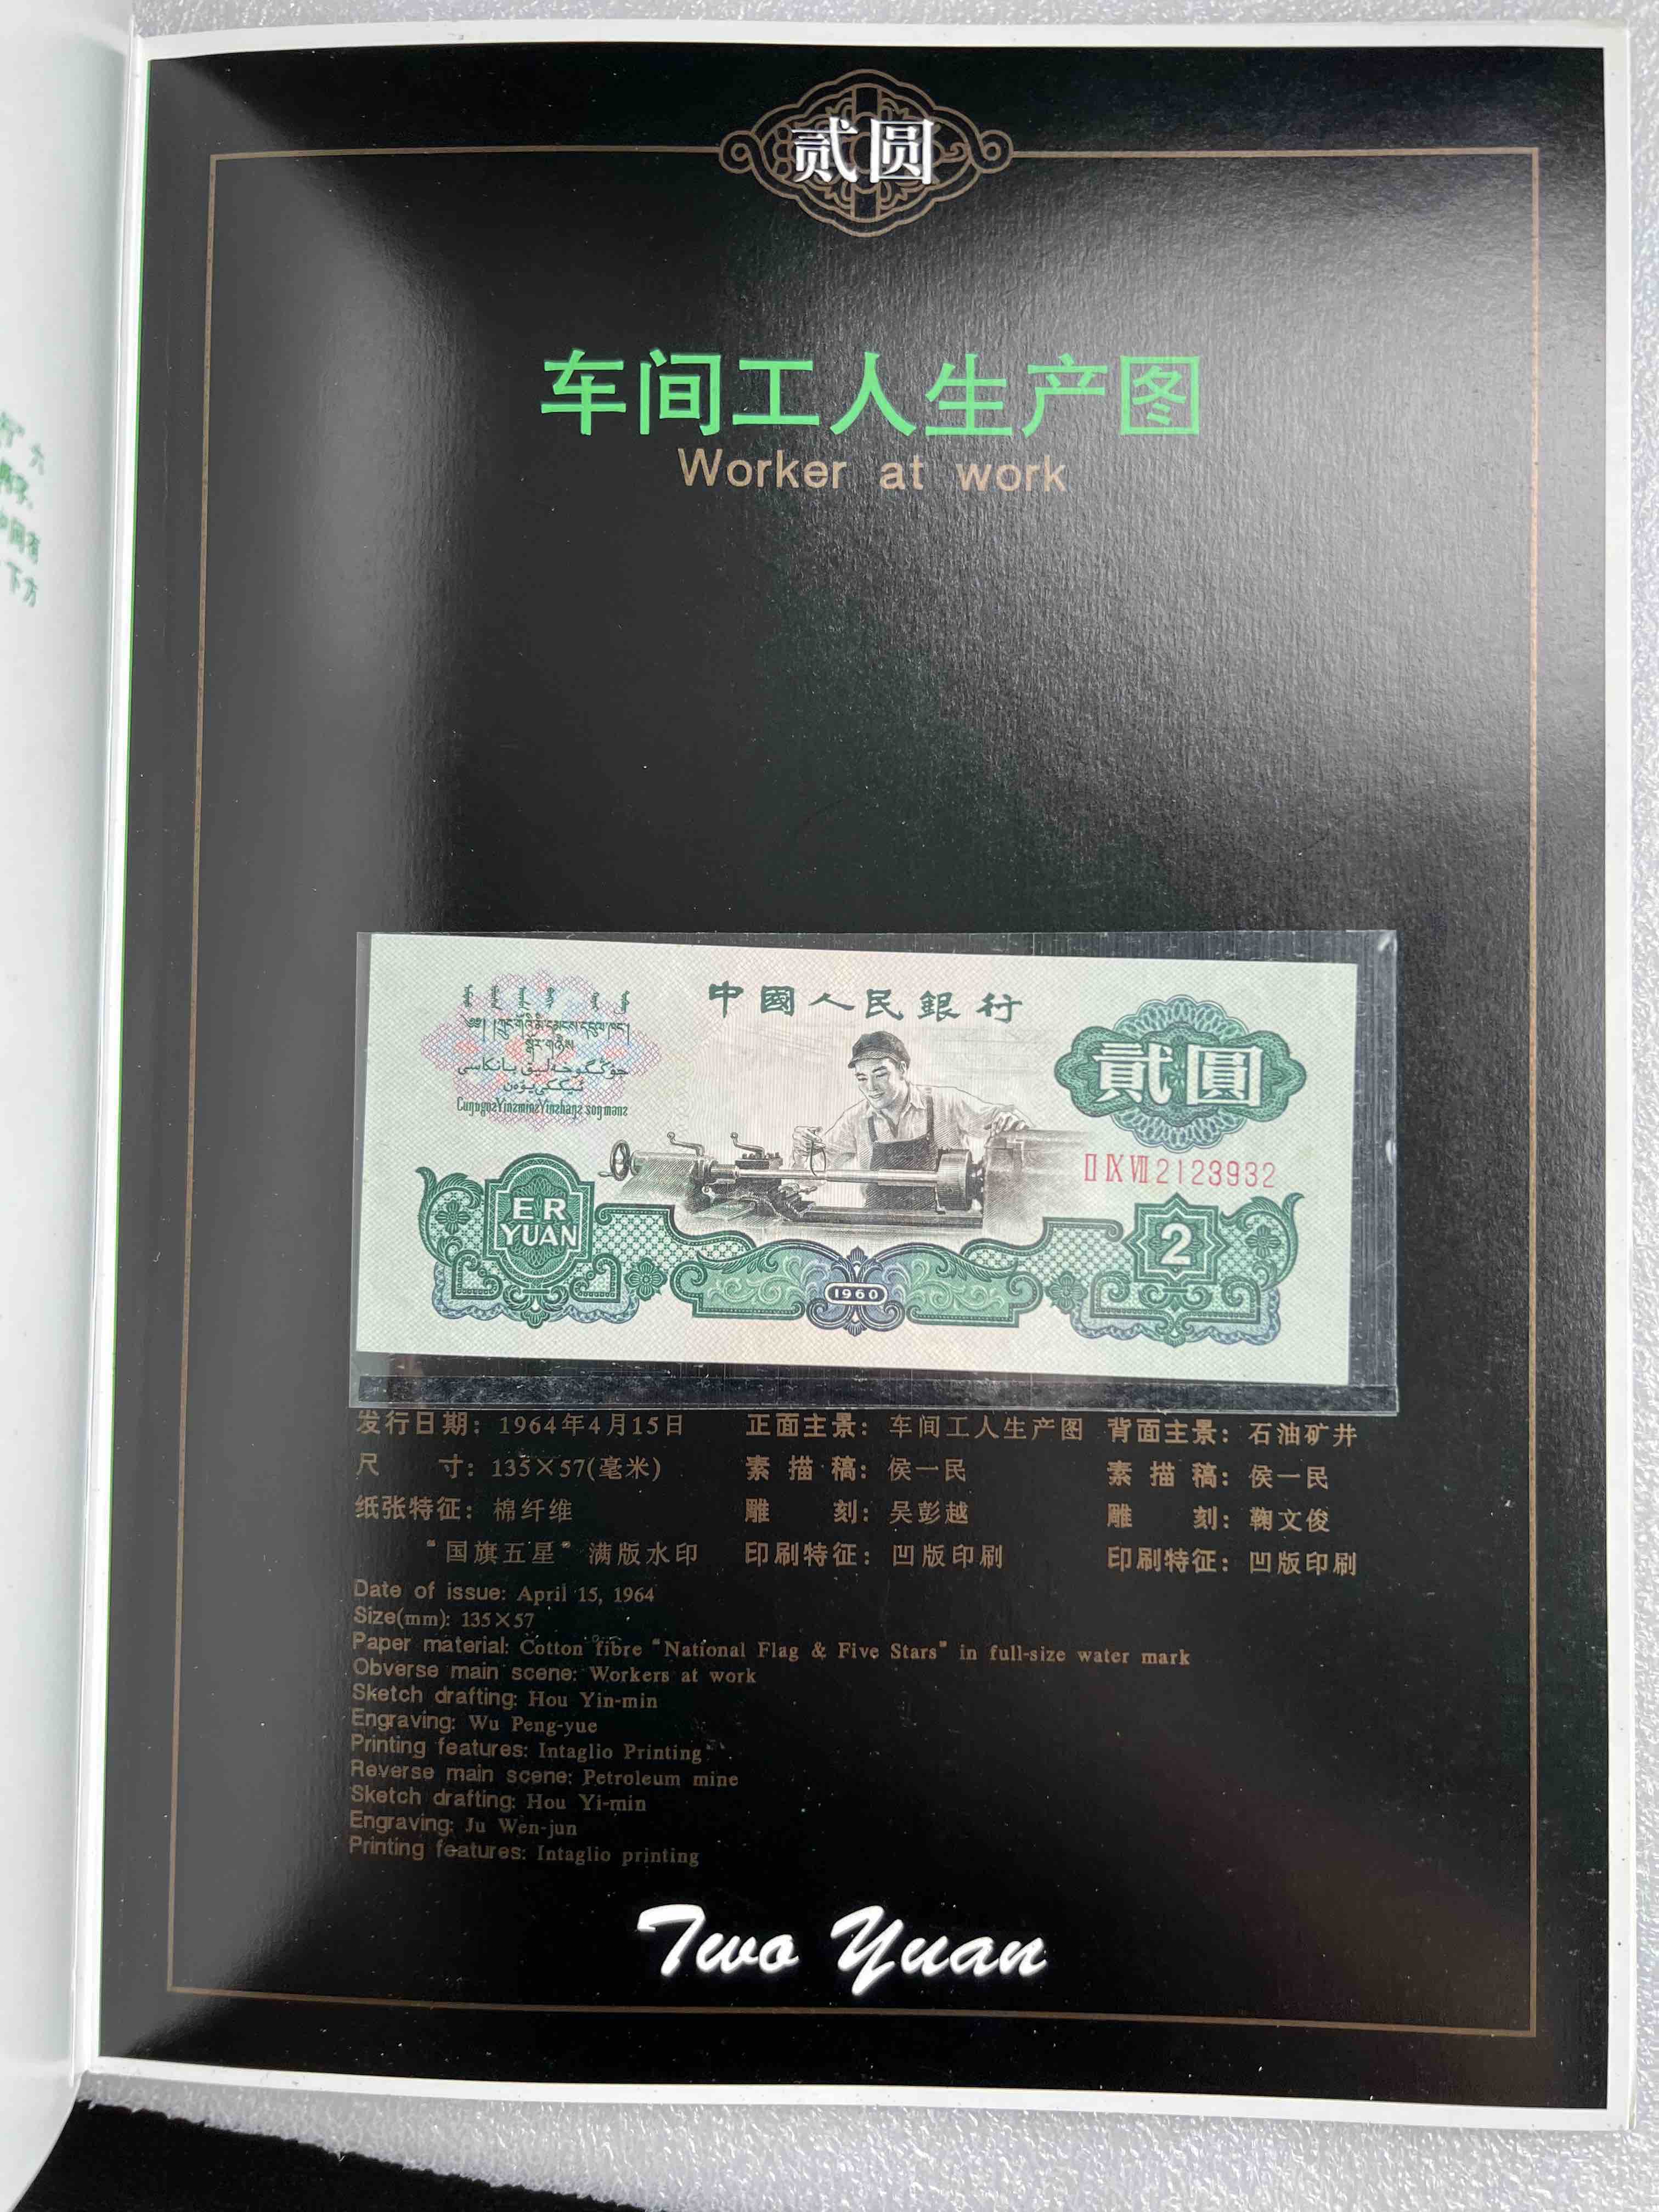 贰圆
车间工人生产图
Worker at work
中國人民銀行
貳圓
CunƨguƨYinƨminƨYinzhanƨ sonƨmanƨ
ⅡⅨⅦ2123932
ER
YUAN
2
1960
发行日期：1964年4月15日
尺 寸：135×57(毫米)
纸张特征：棉纤维
“国旗五星”满版水印
正面主景：车间工人生产图
素描稿：侯一民
雕 刻：吴彭越
印刷特征：凹版印刷
背面主景：石油矿井
素描稿：侯一民
雕 刻：鞠文俊
印刷特征：凹版印刷
Date of issue: April 15, 1964
Size(mm): 135×57
Paper material: Cotton fibre “National Flag & Five Stars” in full-size water mark
Obverse main scene: Workers at work
Sketch drafting: Hou Yin-min
Engraving: Wu Peng-yue
Printing features: Intaglio Printing
Reverse main scene: Petroleum mine
Sketch drafting: Hou Yi-min
Engraving: Ju Wen-jun
Printing features: Intaglio printing
Two Yuan